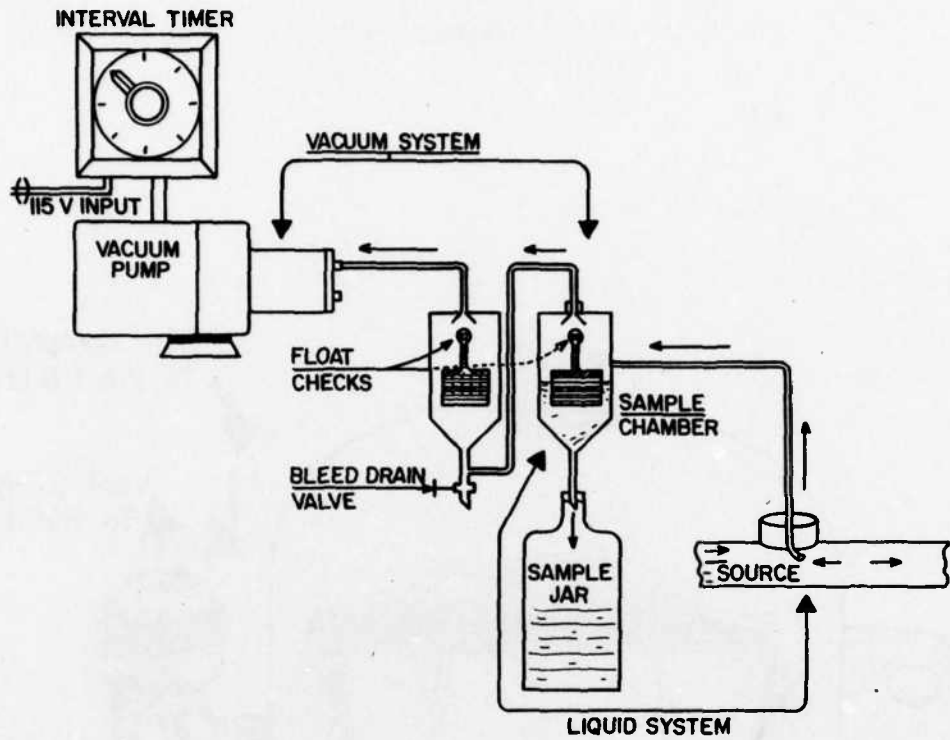 INTERVAL TIMER
VACUUM SYSTEM
115 V INPUT
VACUUM
PUMP
FLOAT
CHECKS
SAMPLE
CHAMBER
BLEED DRAIN
VALVE
SAMPLE
JAR
SOURCE
LIQUID SYSTEM